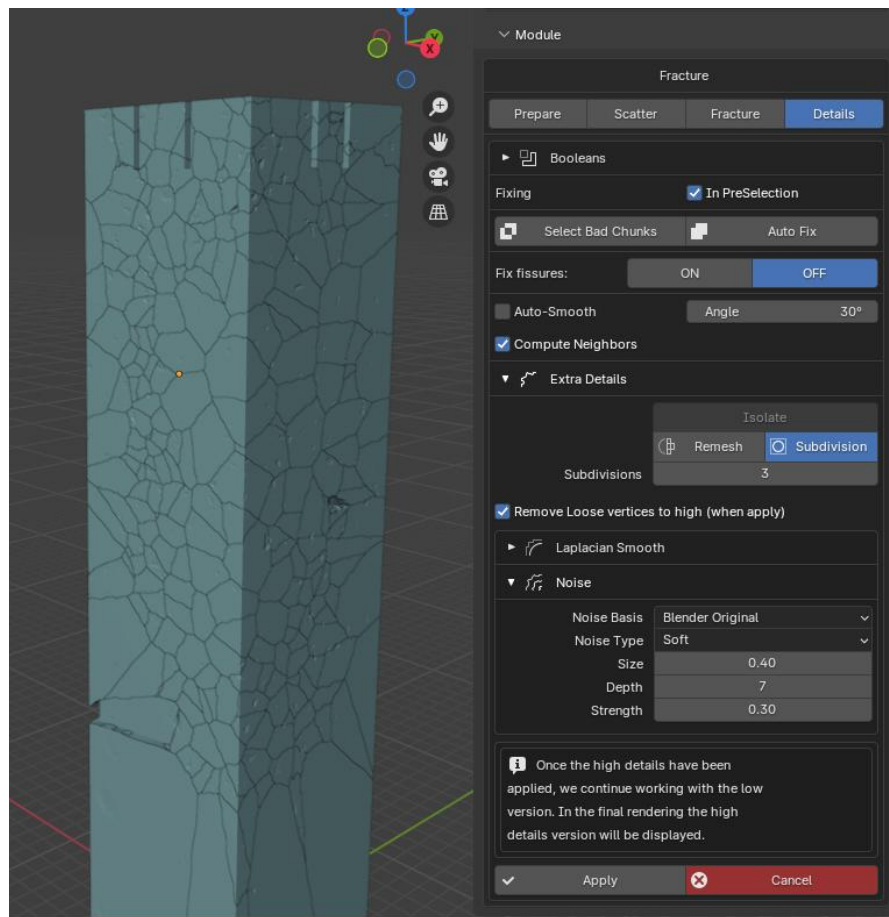 Z
Y
X
Module
Fracture
Prepare Scatter Fracture Details
Booleans
Fixing In PreSelection
Select Bad Chunks Auto Fix
Fix fissures: ON OFF
Auto-Smooth Angle 30°
Compute Neighbors
Extra Details
Isolate
Remesh Subdivision
Subdivisions 3
Remove Loose vertices to high (when apply)
Laplacian Smooth
Noise
Noise Basis Blender Original
Noise Type Soft
Size 0.40
Depth 7
Strength 0.30
Once the high details have been
applied, we continue working with the low
version. In the final rendering the high
details version will be displayed.
Apply Cancel